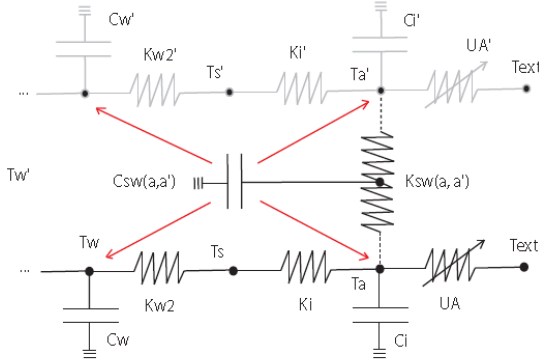 Cw'
Ci'
Kw2'
Ts'
Ki'
Ta'
UA'
Text
...
Tw'
Csw(a,a')
Ksw(a, a')
Tw
Ts
Text
...
Kw2
Ki
Ta
UA
Cw
Ci